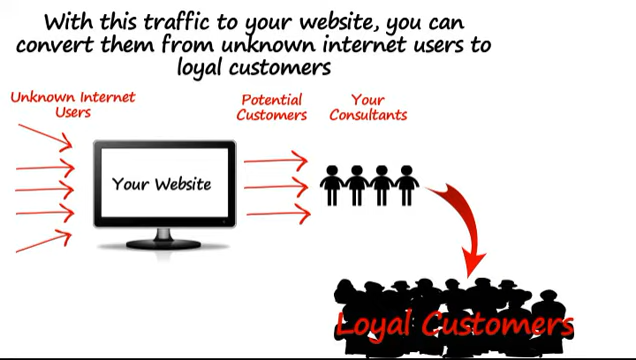 With this traffic to your website, you can
convert them from unknown internet users to
loyal customers
Unknown Internet
Users
Potential
Customers
Your
Consultants
Your Website
Loyal Customers